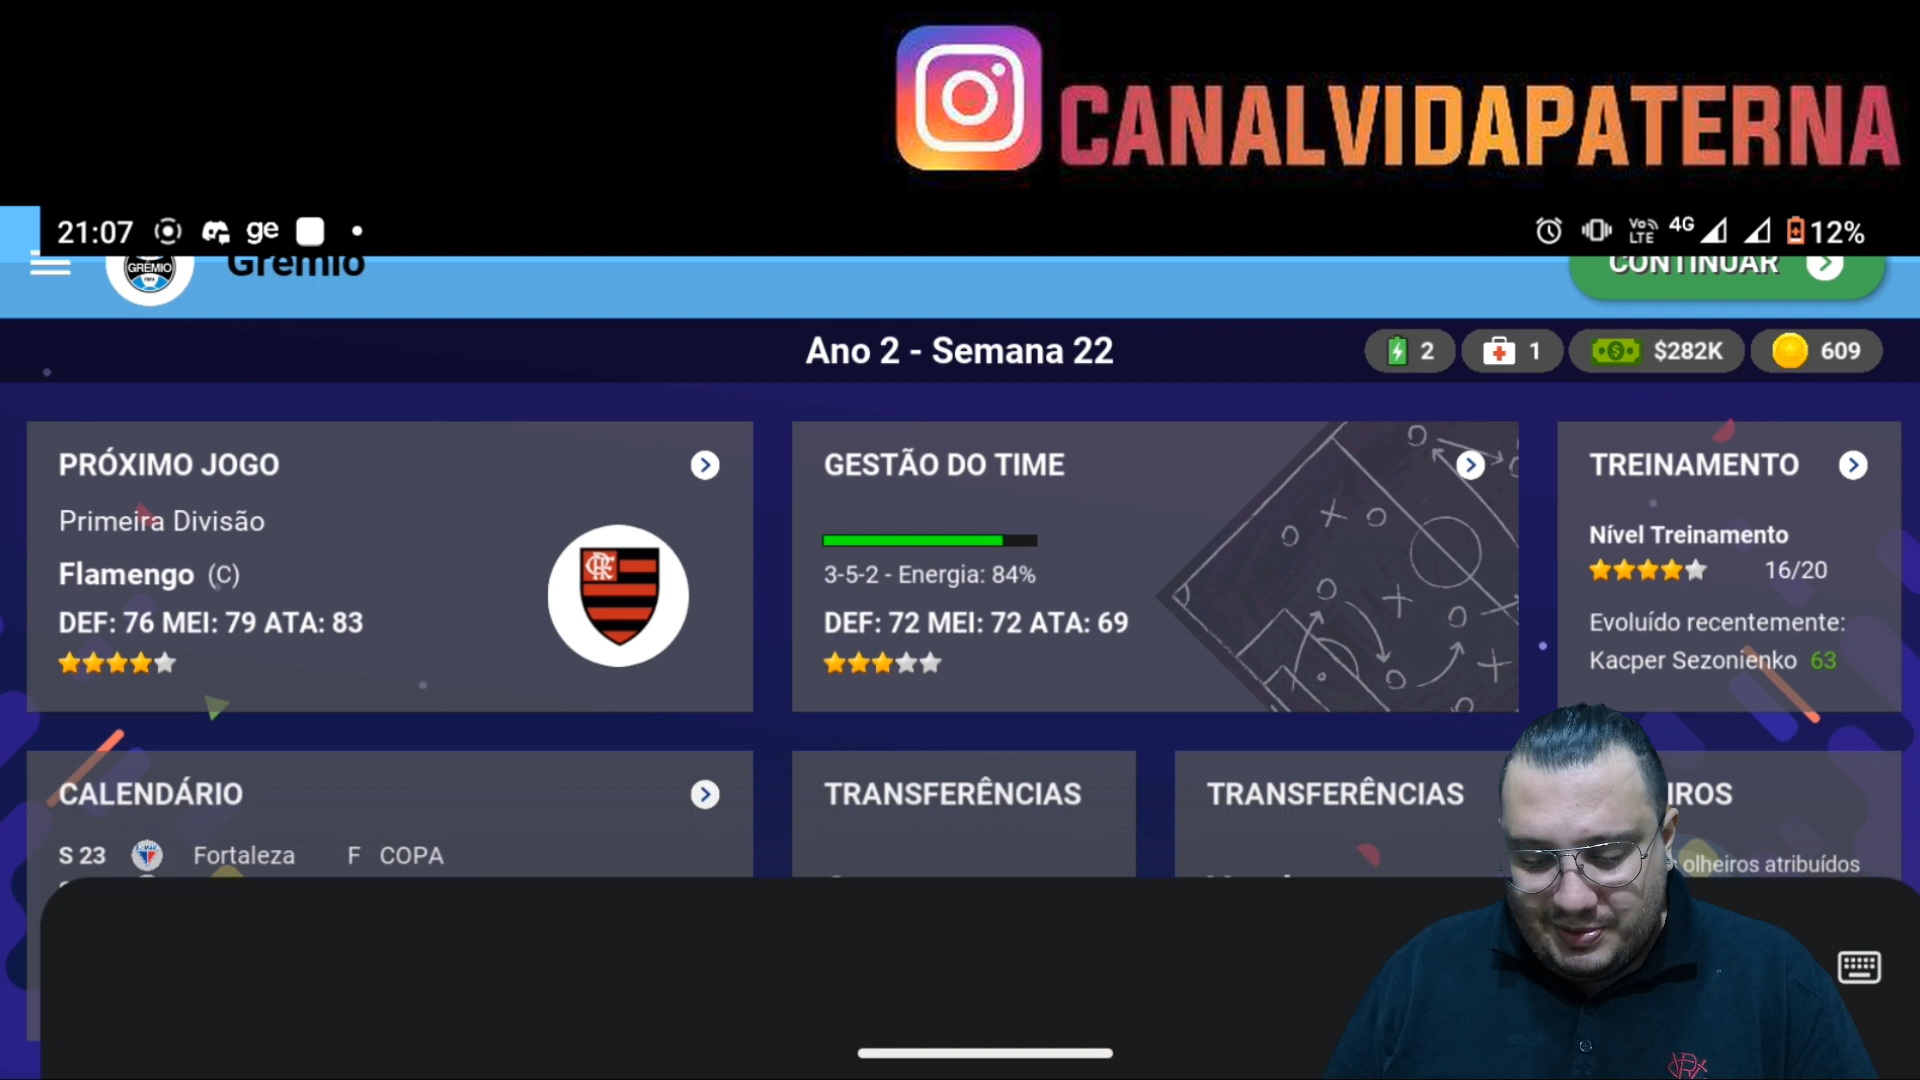 CANALVIDAPATERNA
21:07 ge VoD LTE 4G 12%
GRÊMIO Grêmio CONTINUAR
Ano 2 - Semana 22 2 1 $282K 609
PRÓXIMO JOGO
Primeira Divisão
Flamengo (C)
DEF: 76 MEI: 79 ATA: 83
GESTÃO DO TIME
3-5-2 - Energia: 84%
DEF: 72 MEI: 72 ATA: 69
TREINAMENTO
Nível Treinamento
16/20
Evoluído recentemente:
Kacper Sezonienko 63
CALENDÁRIO
S 23 Fortaleza F COPA
TRANSFERÊNCIAS
TRANSFERÊNCIAS
IROS
olheiros atribuídos